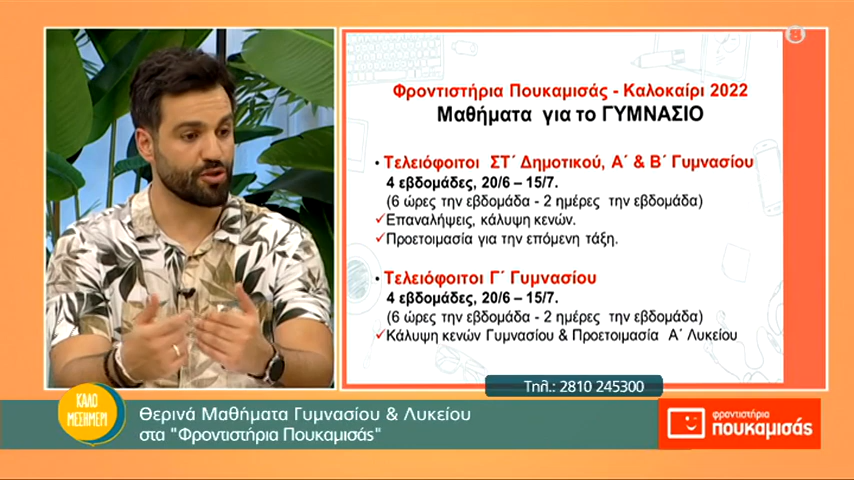 Φροντιστήρια Πουκαμισάς - Καλοκαίρι 2022
Μαθήματα για το ΓΥΜΝΑΣΙΟ
• Τελειόφοιτοι ΣΤ΄ Δημοτικού, Α΄ & Β΄ Γυμνασίου
4 εβδομάδες, 20/6 – 15/7.
(6 ώρες την εβδομάδα - 2 ημέρες την εβδομάδα)
✓Επαναλήψεις, κάλυψη κενών.
✓Προετοιμασία για την επόμενη τάξη.
• Τελειόφοιτοι Γ΄ Γυμνασίου
4 εβδομάδες, 20/6 – 15/7.
(6 ώρες την εβδομάδα - 2 ημέρες την εβδομάδα)
✓Κάλυψη κενών Γυμνασίου & Προετοιμασία Α΄ Λυκείου
Τηλ.: 2810 245300
ΚΑΛΟ
ΜΕΣΗΜΕΡΙ
Θερινά Μαθήματα Γυμνασίου & Λυκείου
στα "Φροντιστήρια Πουκαμισάς"
φροντιστήρια
πουκαμισάς